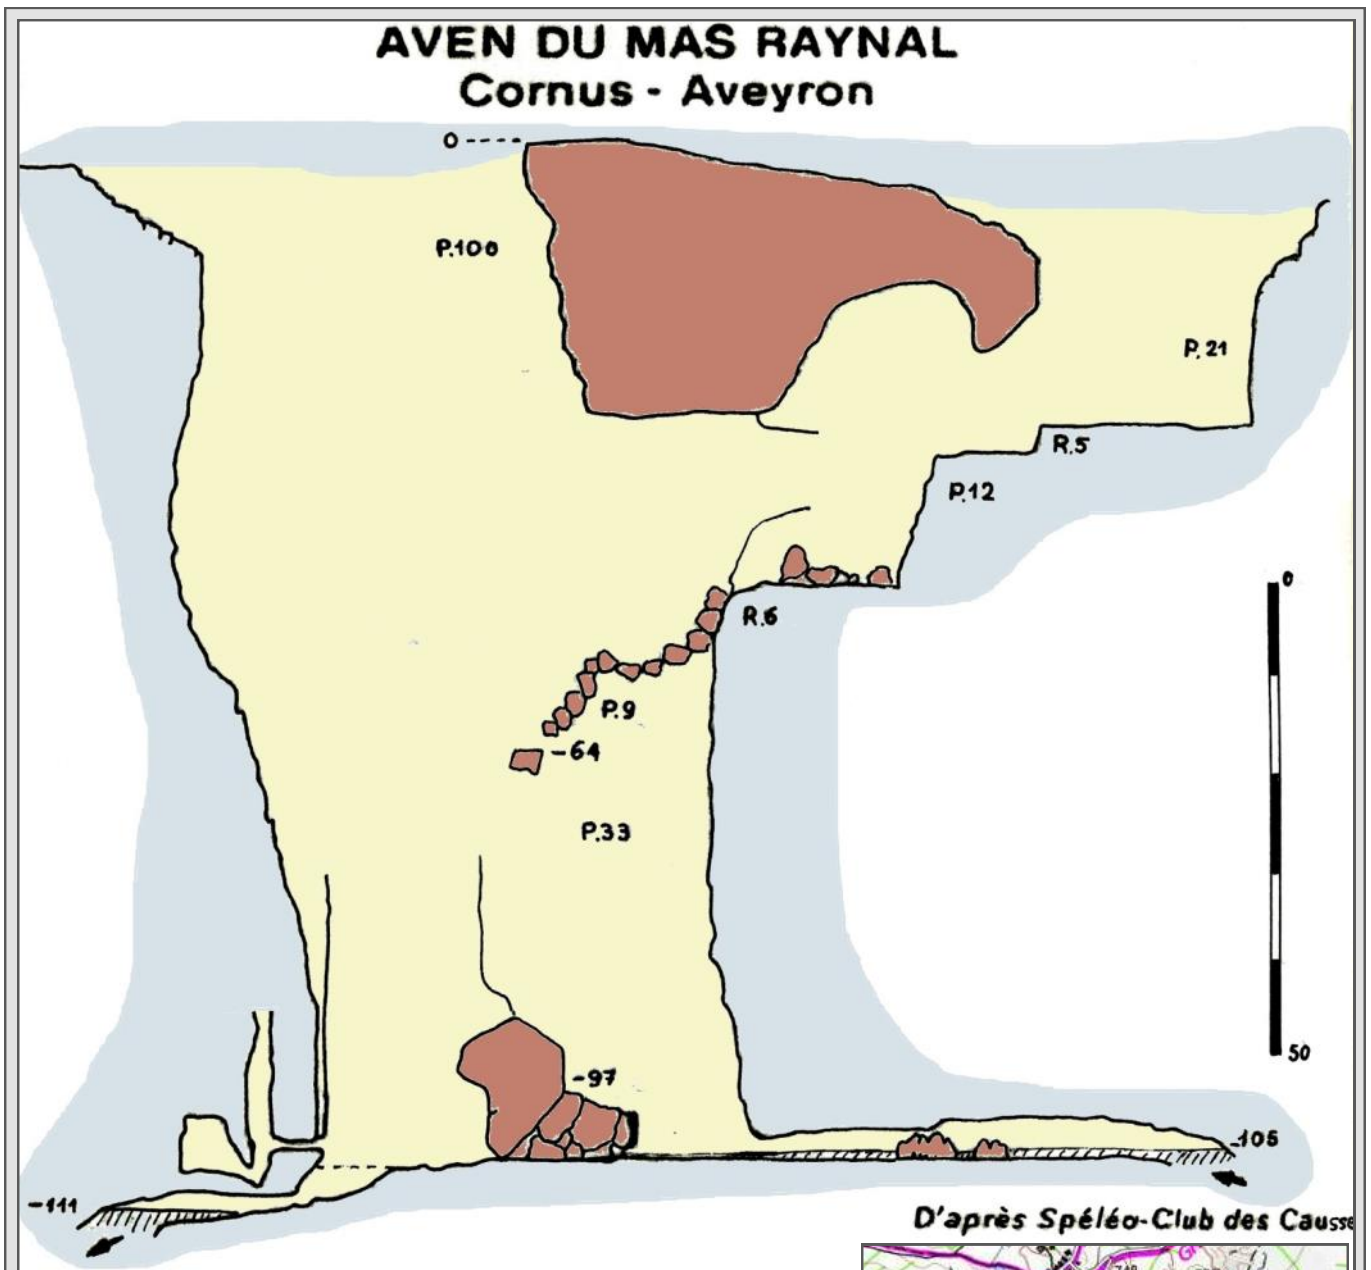 AVEN DU MAS RAYNAL
Cornus - Aveyron
0
P.100
P.21
R.5
P.12
0
R.6
P.9
-64
P.33
50
-97
-105
-111
D'après Spéléo-Club des Causse